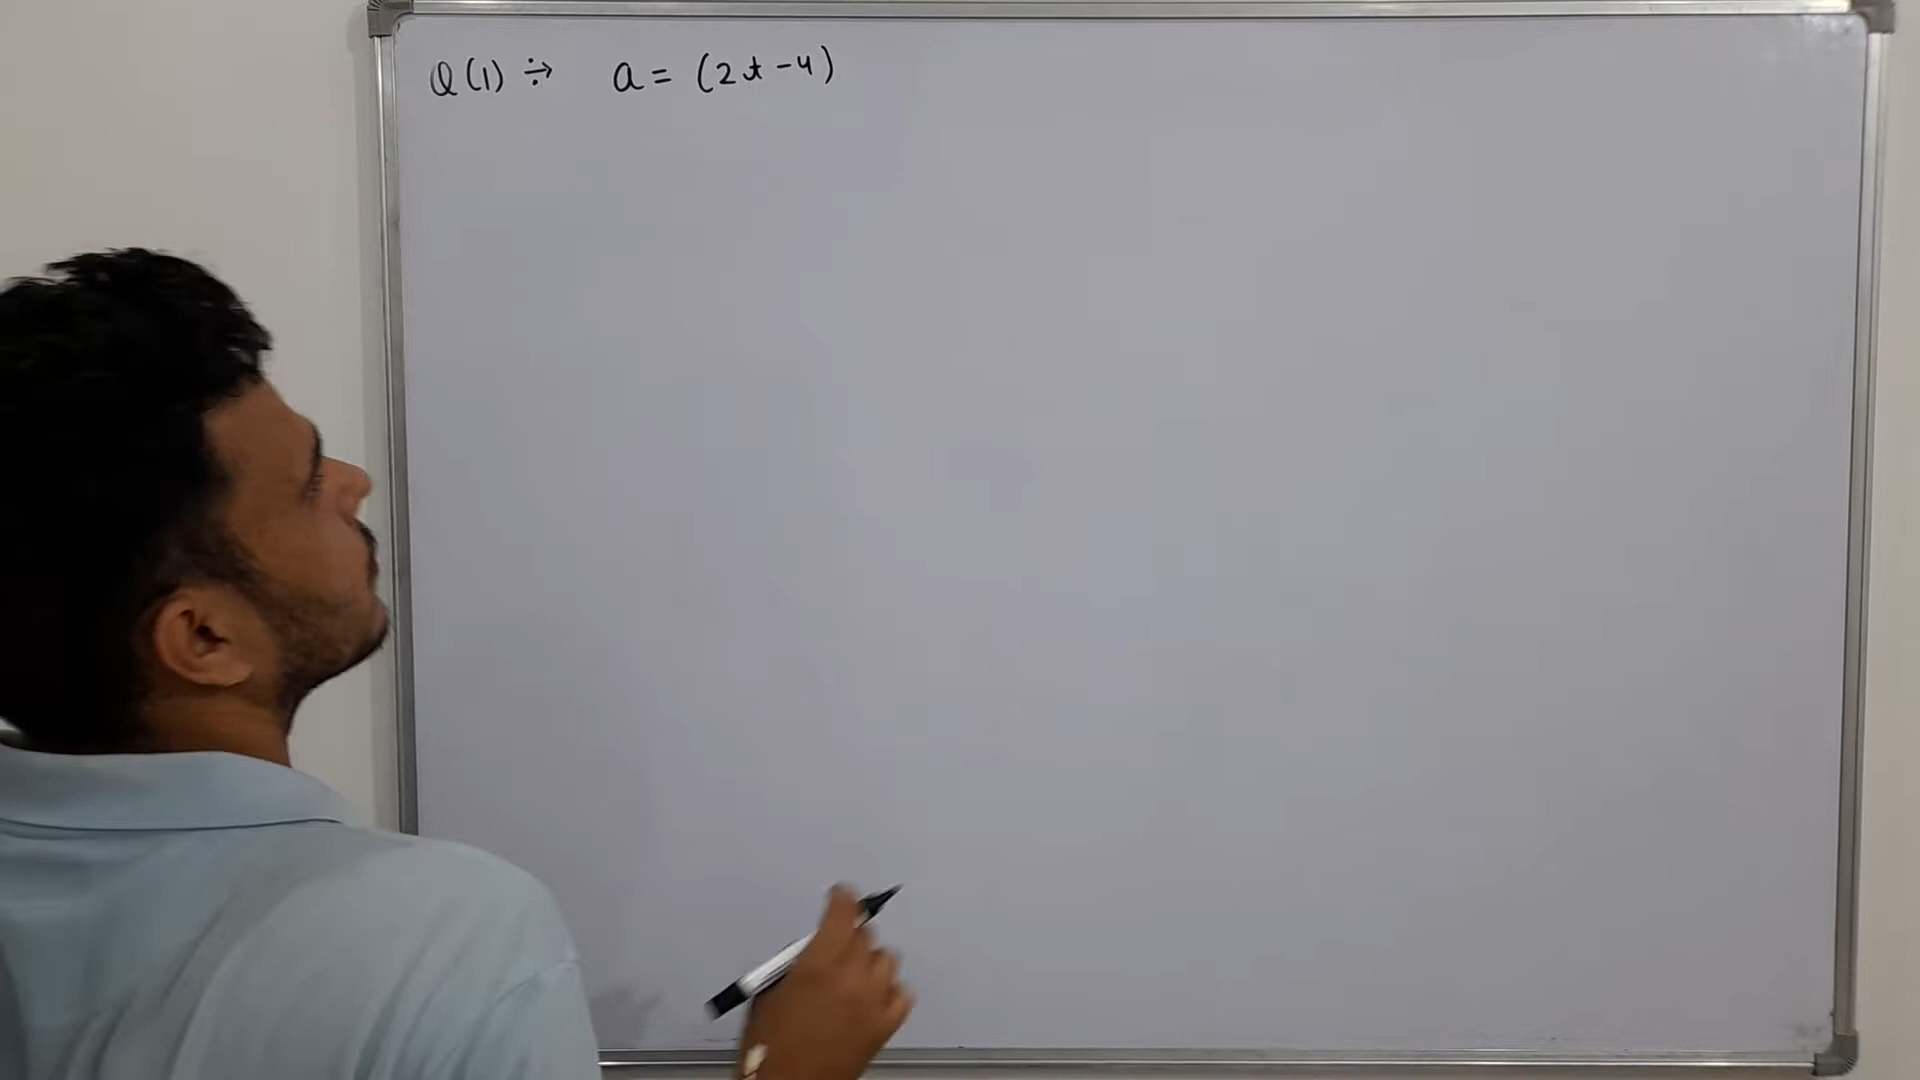 Q(1) ÷→ a = (2t-4)